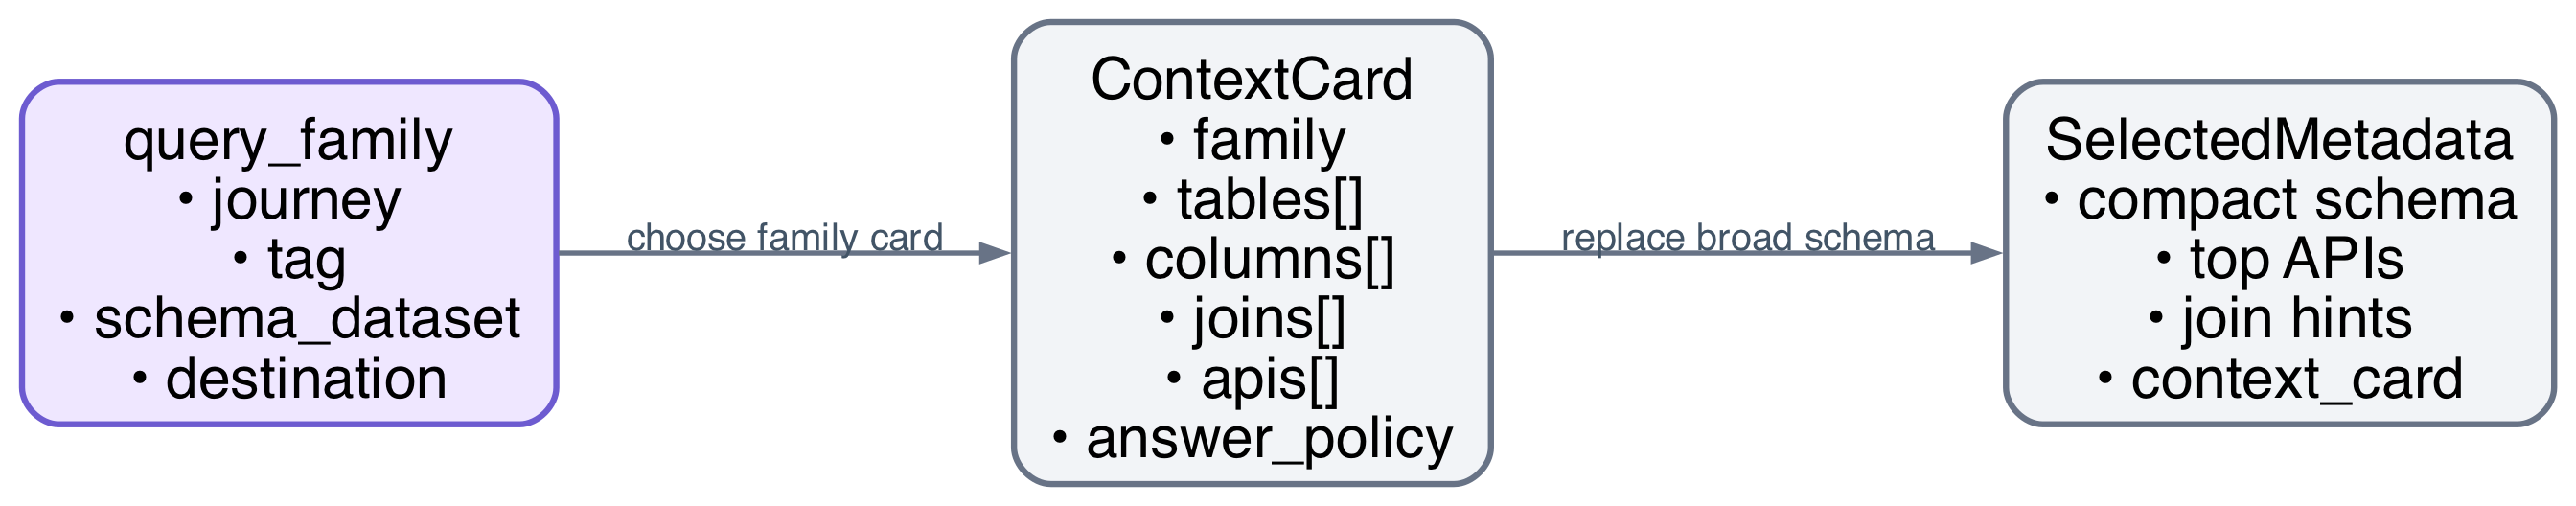 query_family
• journey
• tag
• schema_dataset
• destination
choose family card
ContextCard
• family
• tables[]
• columns[]
• joins[]
• apis[]
• answer_policy
replace broad schema
SelectedMetadata
• compact schema
• top APIs
• join hints
• context_card